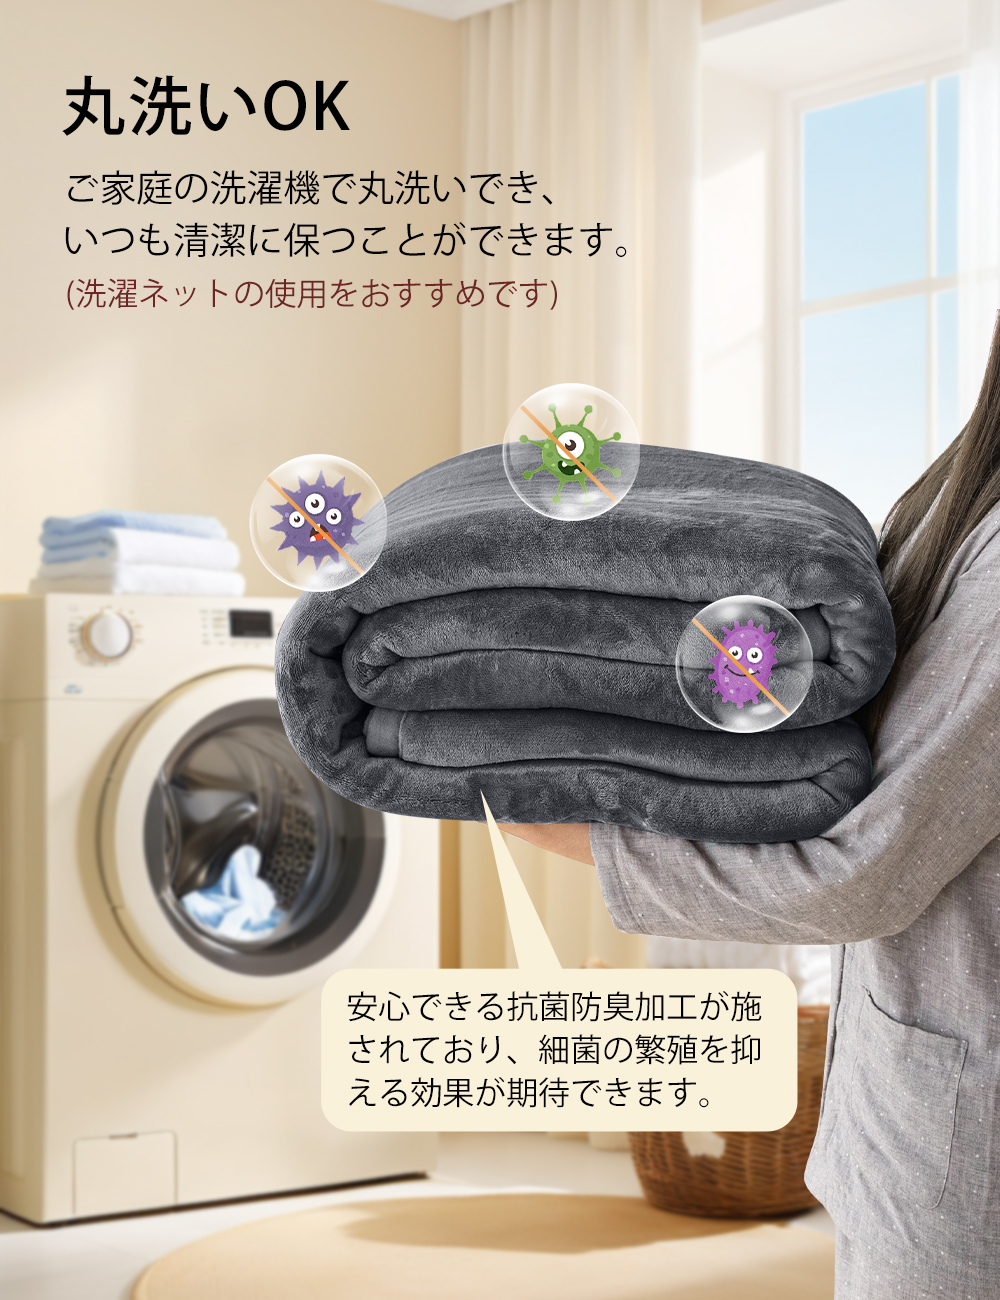 丸洗いOK
ご家庭の洗濯機で丸洗いでき、
いつも清潔に保つことができます。
(洗濯ネットの使用をおすすめです)
安心できる抗菌防臭加工が施
されており、細菌の繁殖を抑
える効果が期待できます。